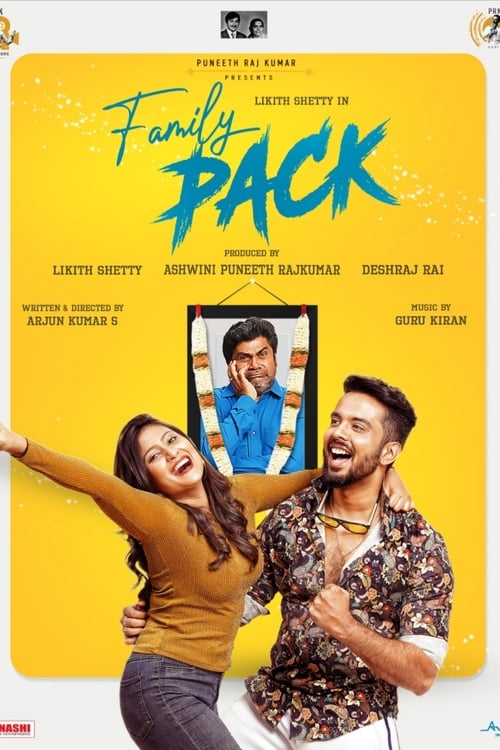 PUNEETH RAJ KUMAR
PRESENTS
LIKITH SHETTY IN
Family
PACK
PRODUCED BY
LIKITH SHETTY ASHWINI PUNEETH RAJKUMAR DESHRAJ RAI
WRITTEN & DIRECTED BY
ARJUN KUMAR S
MUSIC BY
GURU KIRAN
NASHI